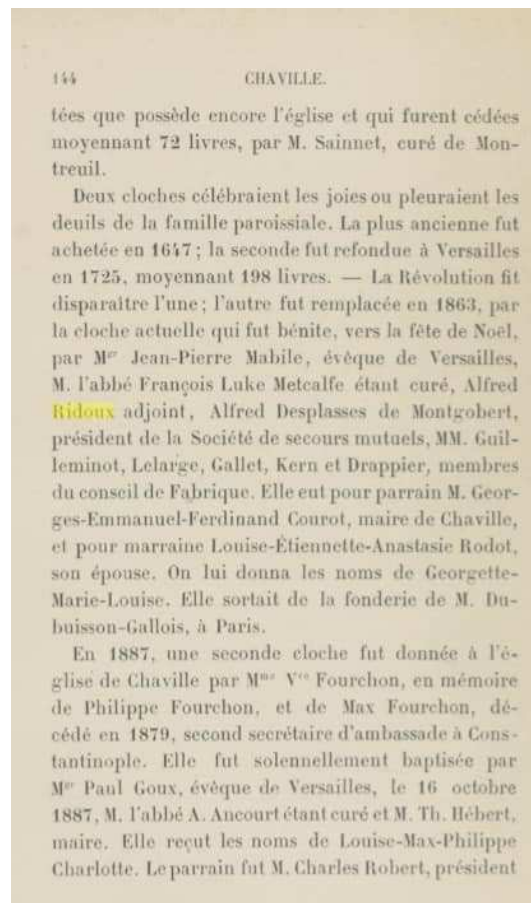 144 CHAVILLE.
tées que possède encore l'église et qui furent cédées
moyennant 72 livres, par M. Sainnet, curé de Mon-
treuil.
Deux cloches célébraient les joies ou pleuraient les
deuils de la famille paroissiale. La plus ancienne fut
achetée en 1647 ; la seconde fut refondue à Versailles
en 1725, moyennant 198 livres. — La Révolution fit
disparaître l'une ; l'autre fut remplacée en 1863, par
la cloche actuelle qui fut bénite, vers la fête de Noël,
par Mgr Jean-Pierre Mabile, évêque de Versailles,
M. l'abbé François Luke Metcalfe étant curé, Alfred
Ridoux adjoint, Alfred Desplasses de Montgobert,
président de la Société de secours mutuels, MM. Guil-
leminot, Lelarge, Gallet, Kern et Drappier, membres
du conseil de Fabrique. Elle eut pour parrain M. Geor-
ges-Emmanuel-Ferdinand Courot, maire de Chaville,
et pour marraine Louise-Étiennette-Anastasie Rodot,
son épouse. On lui donna les noms de Georgette-
Marie-Louise. Elle sortait de la fonderie de M. Du-
buisson-Gallois, à Paris.
En 1887, une seconde cloche fut donnée à l'é-
glise de Chaville par Mme Vve Fourchon, en mémoire
de Philippe Fourchon, et de Max Fourchon, dé-
cédé en 1879, second secrétaire d'ambassade à Cons-
tantinople. Elle fut solennellement baptisée par
Mgr Paul Goux, évêque de Versailles, le 16 octobre
1887, M. l'abbé A. Ancourt étant curé et M. Th. Hébert,
maire. Elle reçut les noms de Louise-Max-Philippe
Charlotte. Le parrain fut M. Charles Robert, président